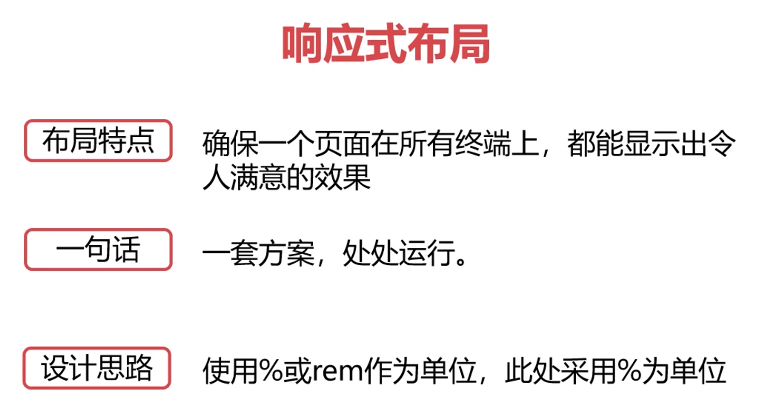 响应式布局
布局特点
确保一个页面在所有终端上，都能显示出令
人满意的效果
一句话
一套方案，处处运行。
设计思路
使用%或rem作为单位，此处采用%为单位